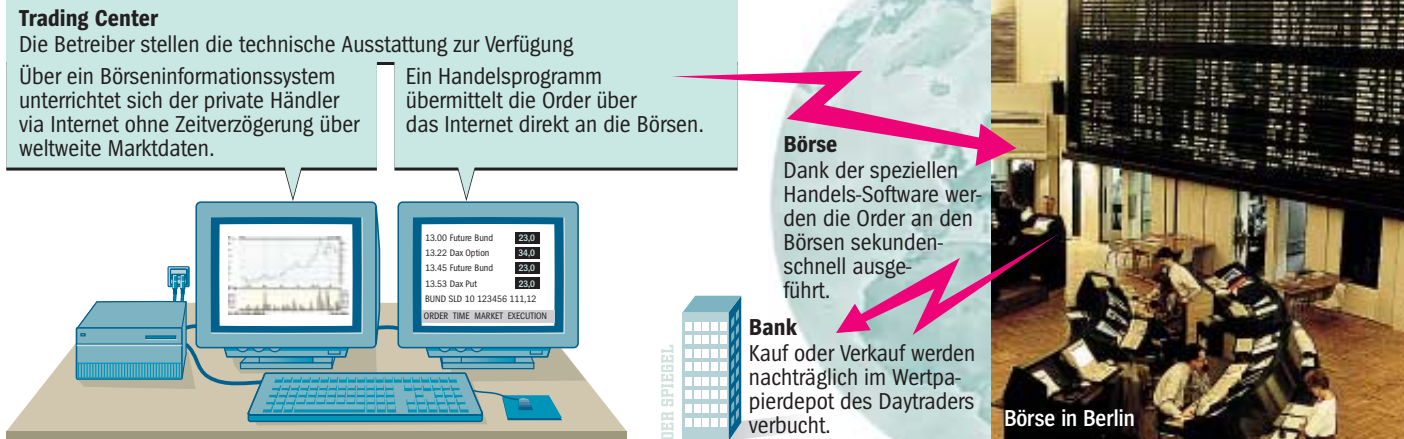 Trading Center
Die Betreiber stellen die technische Ausstattung zur Verfügung
Über ein Börseninformationssystem
unterrichtet sich der private Händler
via Internet ohne Zeitverzögerung über
weltweite Marktdaten.
Ein Handelsprogramm
übermittelt die Order über
das Internet direkt an die Börsen.
13.00 Future Bund 23,0
13.22 Dax Option 34,0
13.45 Future Bund 23,0
13.53 Dax Put 23,0
BUND SLD 10 123456 111,12
ORDER TIME MARKET EXECUTION
Börse
Dank der speziellen
Handels-Software wer-
den die Order an den
Börsen sekunden-
schnell ausge-
führt.
Bank
Kauf oder Verkauf werden
nachträglich im Wertpa-
pierdepot des Daytraders
verbucht.
DER SPIEGEL
Börse in Berlin